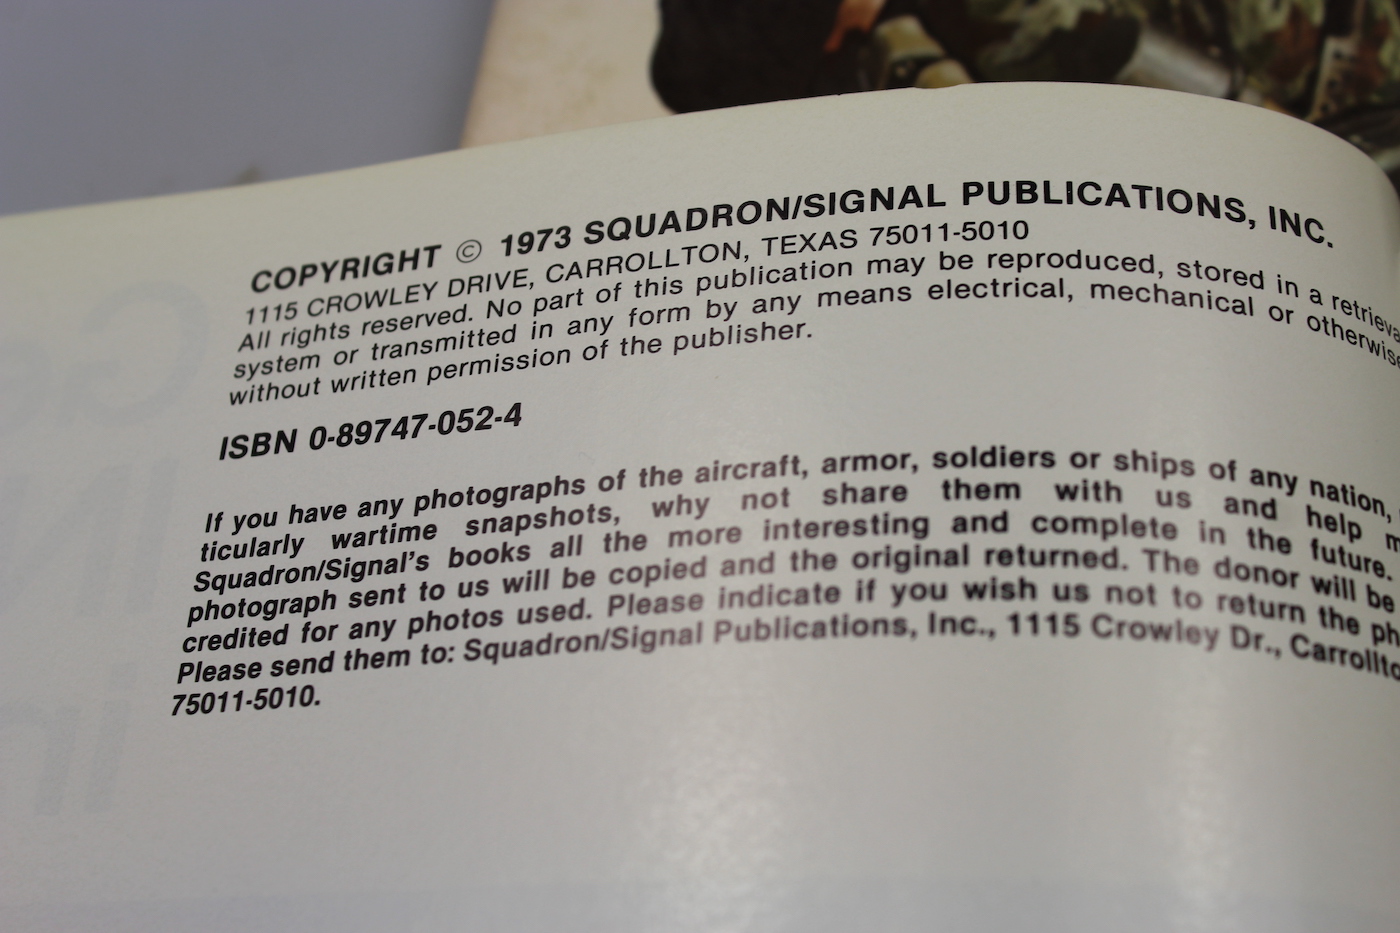 COPYRIGHT © 1973 SQUADRON/SIGNAL PUBLICATIONS, INC.
1115 CROWLEY DRIVE, CARROLLTON, TEXAS 75011-5010
All rights reserved. No part of this publication may be reproduced, stored in a
system or transmitted in any form by any means electrical, mechanical or
without written permission of the publisher.
ISBN 0-89747-052-4
If you have any photographs of the aircraft, armor, soldiers or ships of any nation,
ticularly wartime snapshots, why not share them with us and help
Squadron/Signal's books all the more interesting and complete in the future.
photograph sent to us will be copied and the original returned. The donor will be
credited for any photos used. Please indicate if you wish us not to return the
Please send them to: Squadron/Signal Publications, Inc., 1115 Crowley Dr.,
75011-5010.